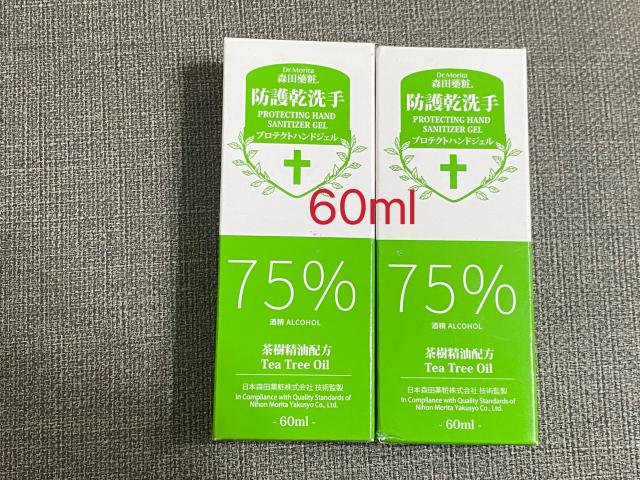 Dr.Morita
森田藥粧®
防護乾洗手
PROTECTING HAND
SANITIZER GEL
プロテクトハンドジェル
75%
酒精 ALCOHOL
茶樹精油配方
Tea Tree Oil
日本森田薬粧株式会社 技術監製
In Compliance with Quality Standards of
Nihon Morita Yakusyo Co., Ltd.
- 60ml -
Dr.Morita
森田藥粧®
防護乾洗手
PROTECTING HAND
SANITIZER GEL
プロテクトハンドジェル
75%
酒精 ALCOHOL
茶樹精油配方
Tea Tree Oil
日本森田薬粧株式会社 技術監製
In Compliance with Quality Standards of
Nihon Morita Yakusyo Co., Ltd.
- 60ml -
60ml